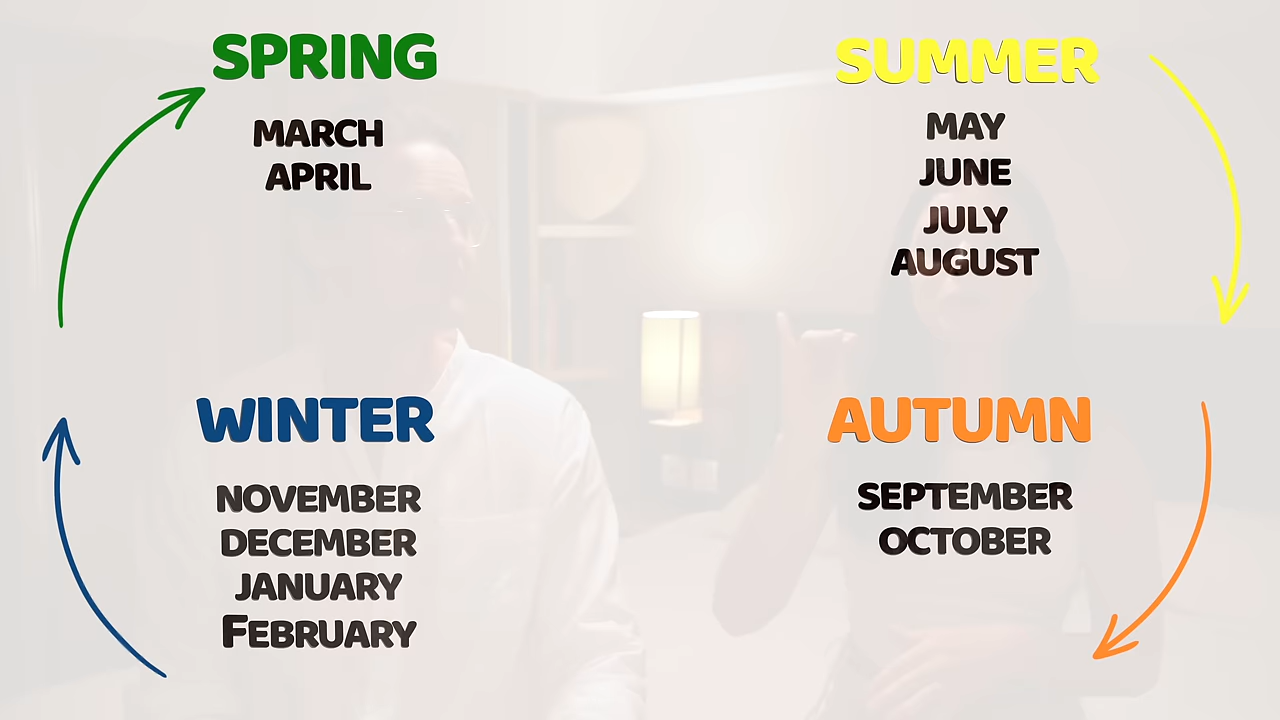 SPRING
MARCH
APRIL
SUMMER
MAY
JUNE
JULY
AUGUST
WINTER
NOVEMBER
DECEMBER
JANUARY
FEBRUARY
AUTUMN
SEPTEMBER
OCTOBER